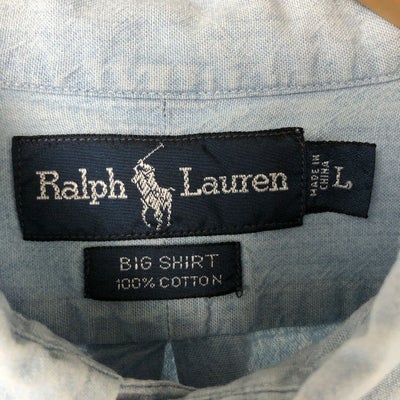 Ralph Lauren
MADE IN
CHINA
L
BIG SHIRT
100% COTTON